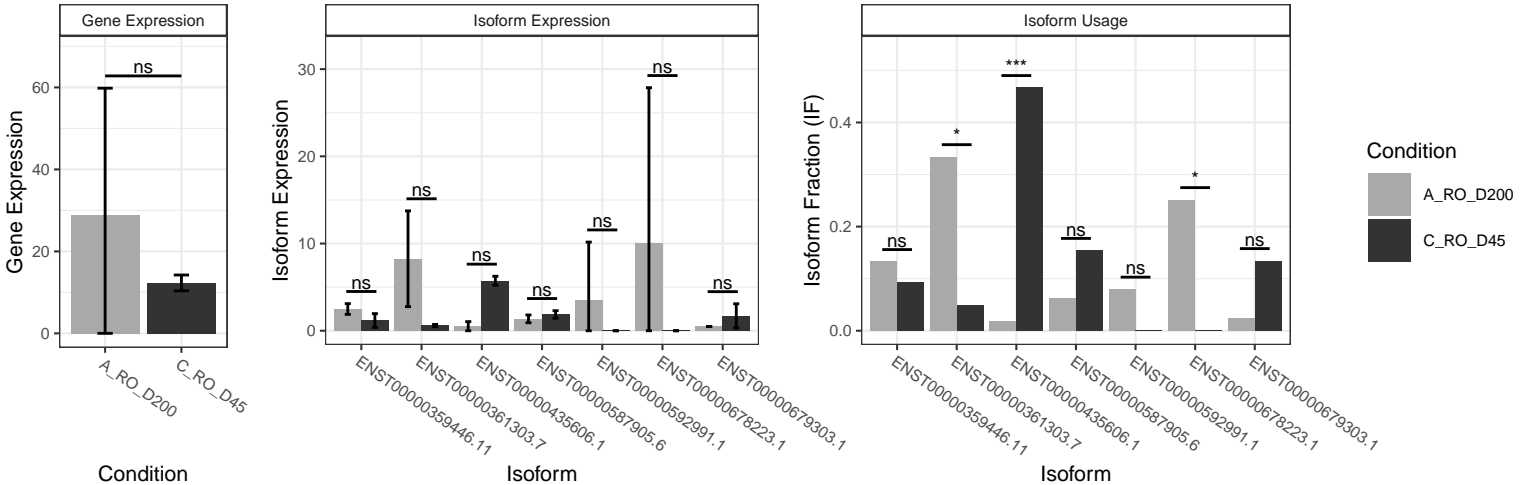 Gene Expression
Isoform Expression
Isoform Usage
Gene Expression
60
40
20
0
ns
A_RO_D200
C_RO_D45
Condition
Isoform Expression
30
20
10
0
ns
ns
ns
ns
ns
ns
ns
ENST00000359446.11
ENST00000361303.7
ENST00000435606.1
ENST00000587905.6
ENST00000592991.1
ENST00000678223.1
ENST00000679303.1
Isoform
Isoform Fraction (IF)
0.4
0.2
0.0
ns
*
***
ns
ns
*
ns
ENST00000359446.11
ENST00000361303.7
ENST00000435606.1
ENST00000587905.6
ENST00000592991.1
ENST00000678223.1
ENST00000679303.1
Isoform
Condition
A_RO_D200
C_RO_D45